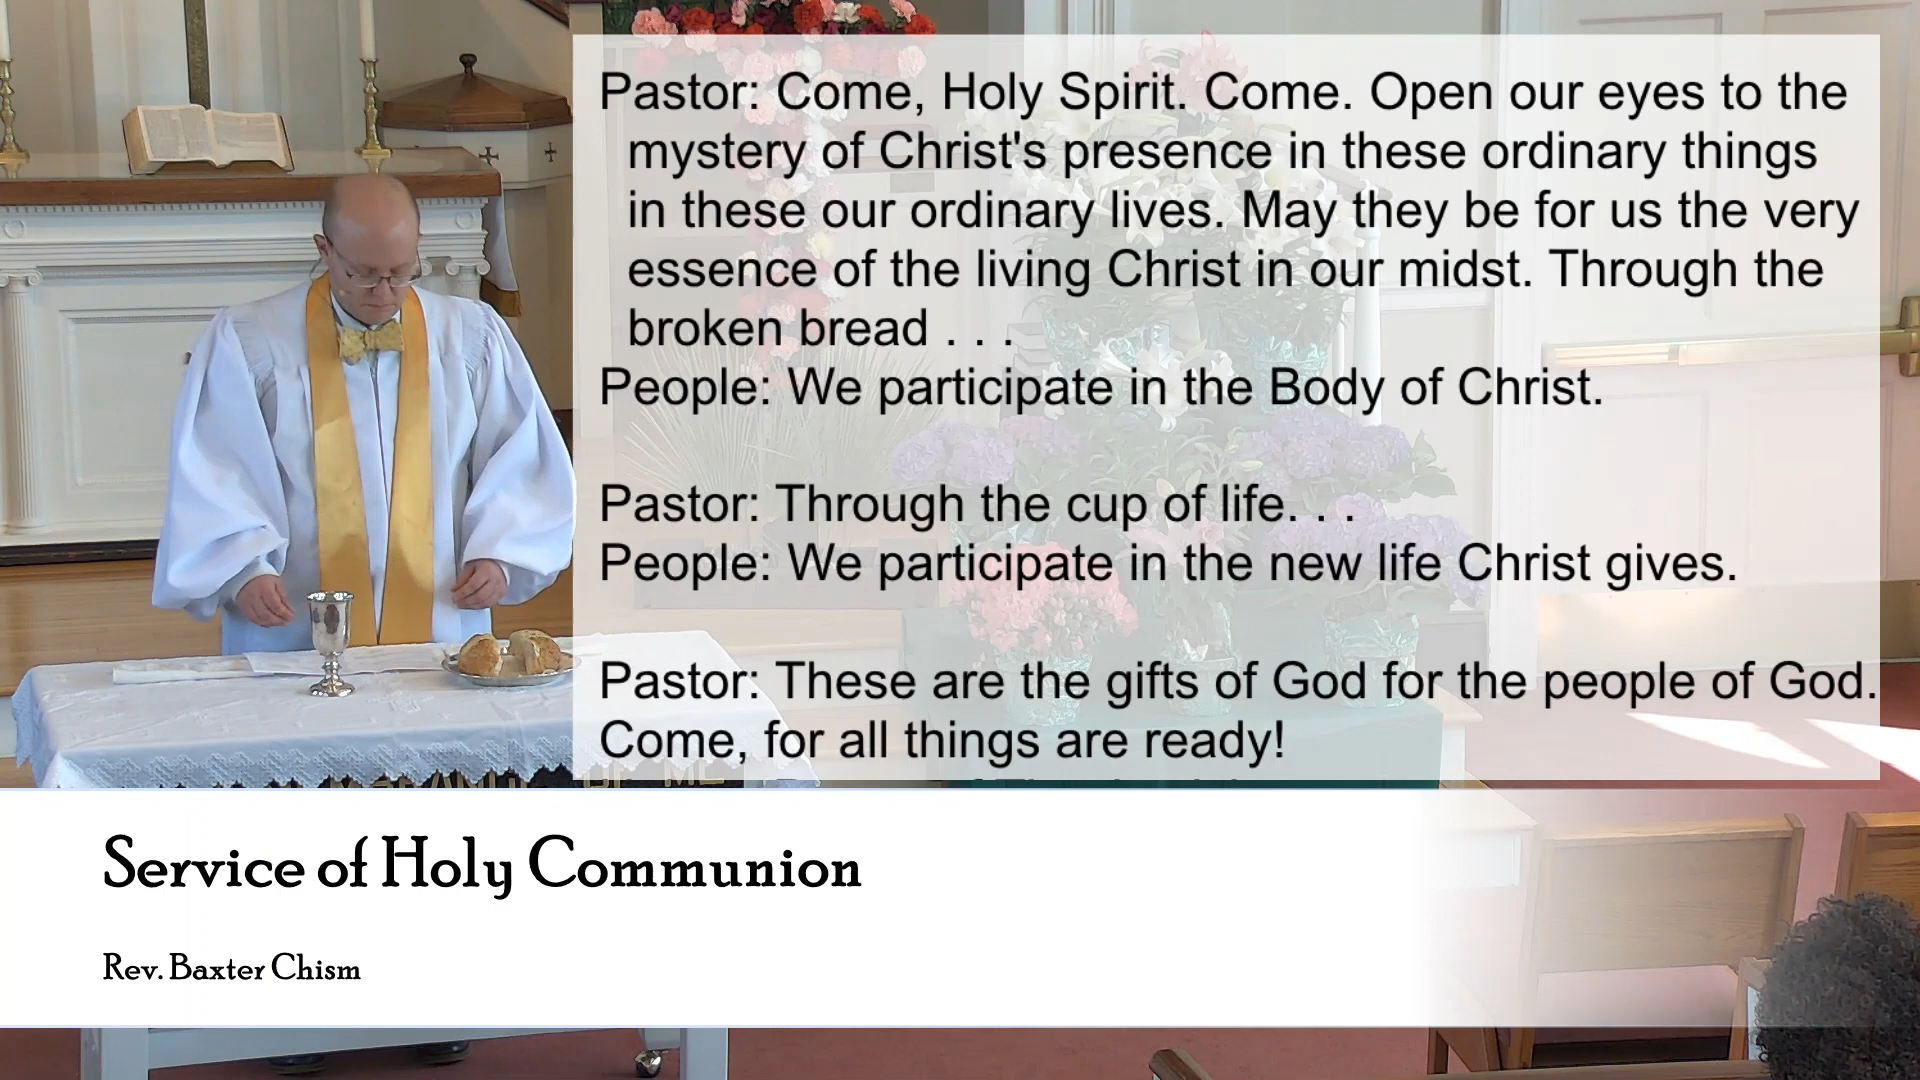 Pastor: Come, Holy Spirit. Come. Open our eyes to the
mystery of Christ's presence in these ordinary things
in these our ordinary lives. May they be for us the very
essence of the living Christ in our midst. Through the
broken bread . . .
People: We participate in the Body of Christ.
Pastor: Through the cup of life. . .
People: We participate in the new life Christ gives.
Pastor: These are the gifts of God for the people of God.
Come, for all things are ready!
OF ME
Service of Holy Communion
Rev. Baxter Chism